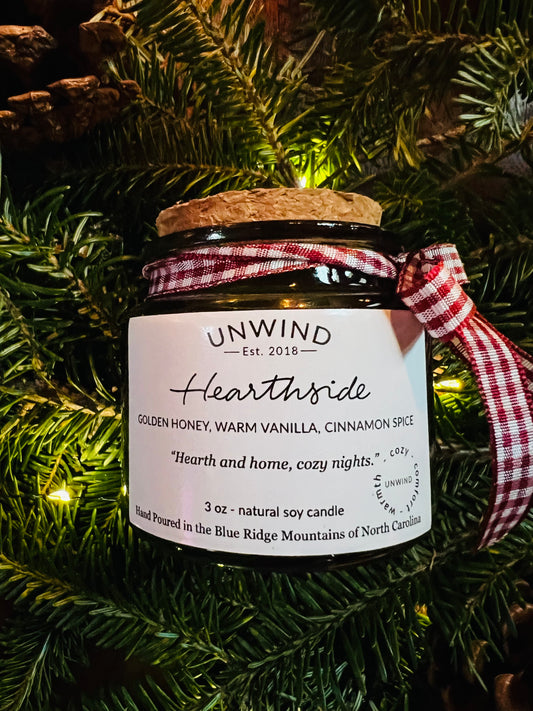 UNWIND
Est. 2018
Hearthside
GOLDEN HONEY, WARM VANILLA, CINNAMON SPICE
"Hearth and home, cozy nights."
warmth - cozy - comfort -
UNWIND
3 oz - natural soy candle
Hand Poured in the Blue Ridge Mountains of North Carolina